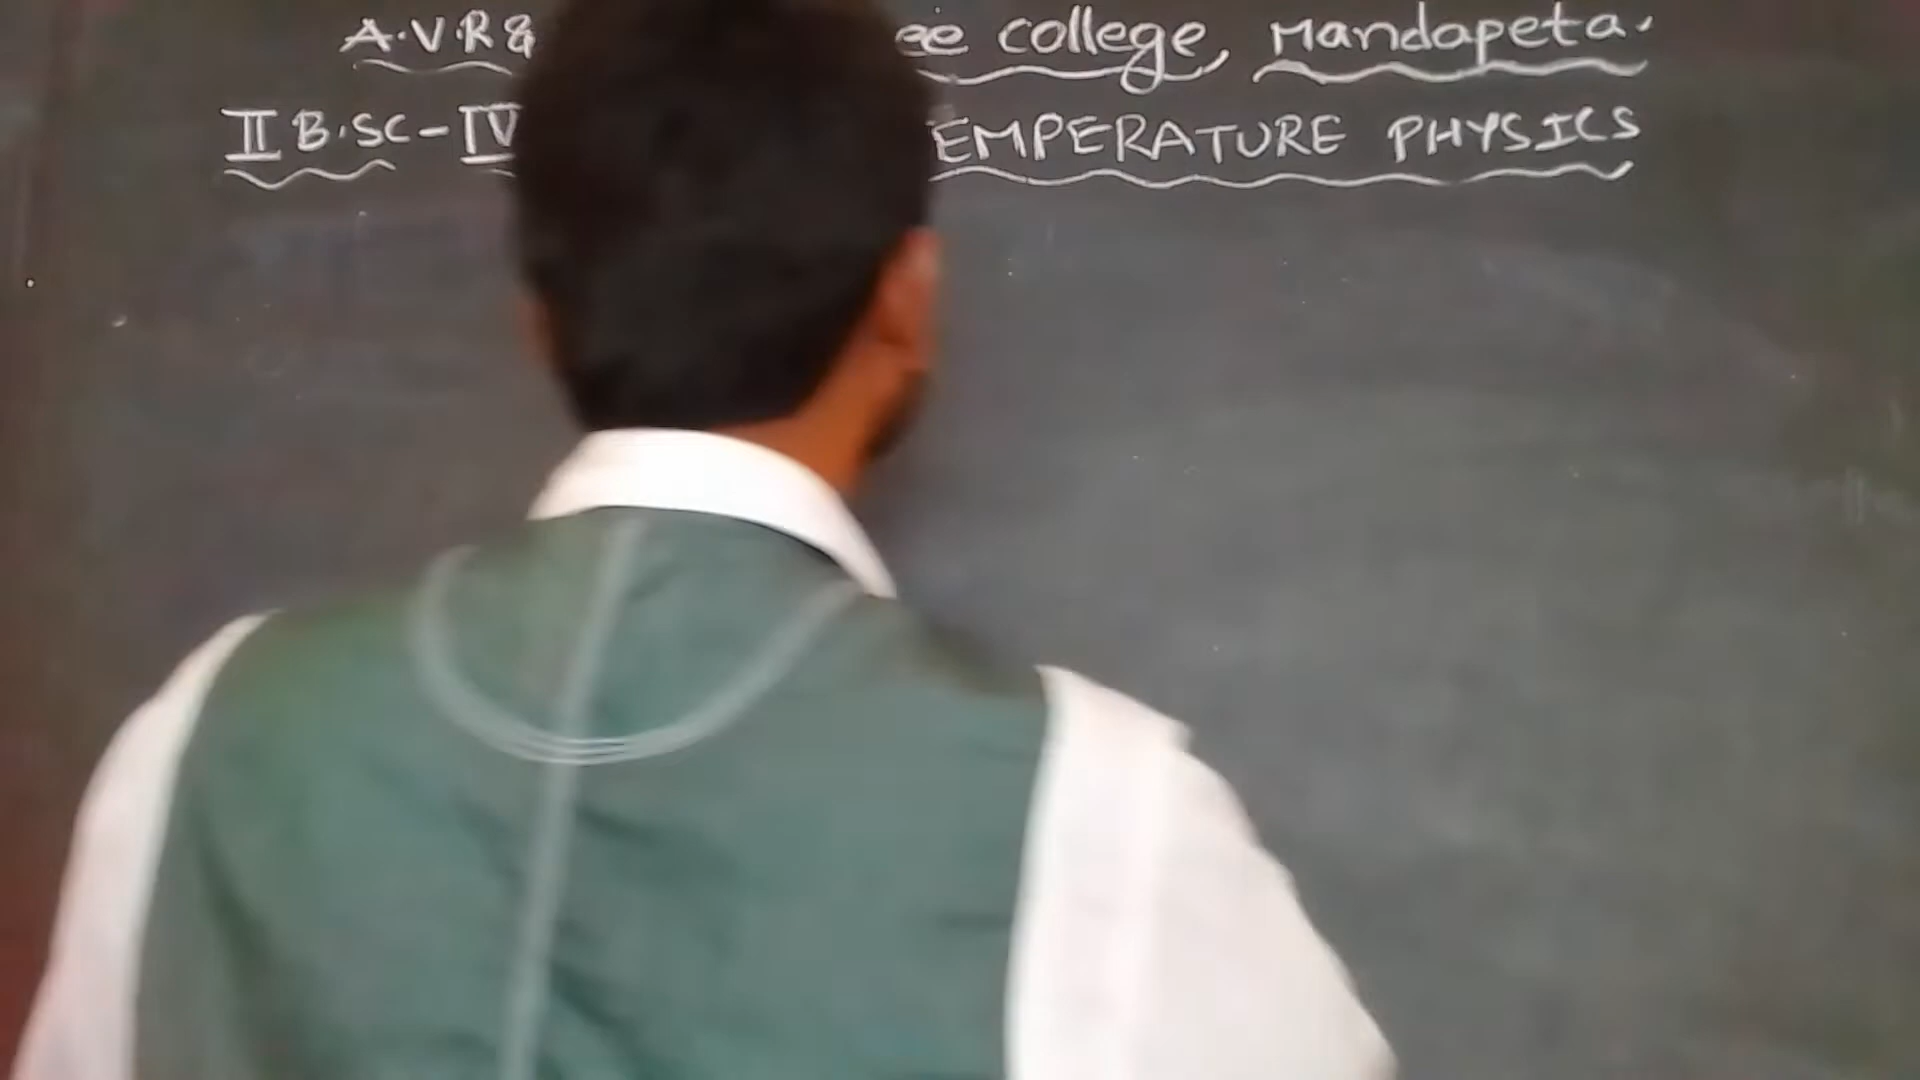 A.V.R & college, Mandapeta.
II B.SC - IV EMPERATURE PHYSICS